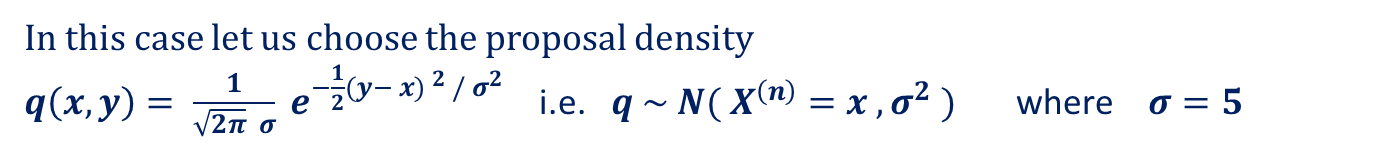 In this case let us choose the proposal density
q(x, y) = 1/(√2π σ) e^(−½(y− x)² / σ²) i.e. q ~ N( X⁽ⁿ⁾ = x , σ² ) where σ = 5